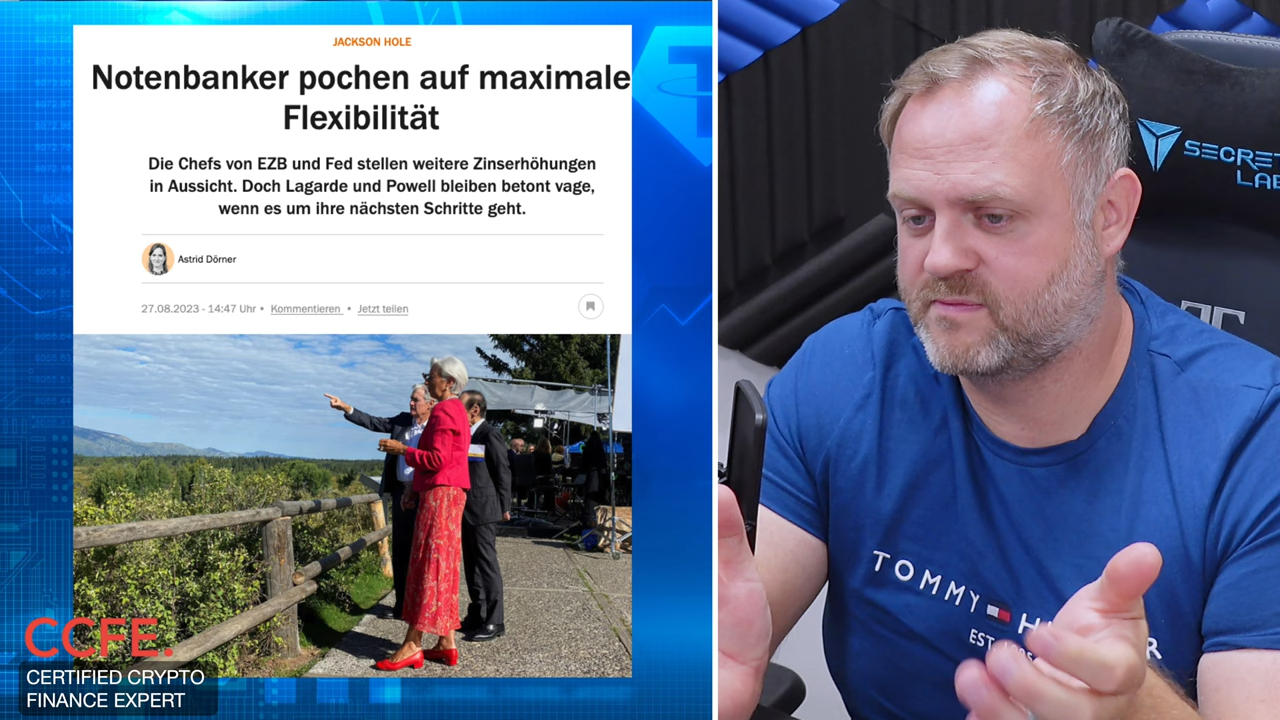 JACKSON HOLE
Notenbanker pochen auf maximale
Flexibilität
Die Chefs von EZB und Fed stellen weitere Zinserhöhungen
in Aussicht. Doch Lagarde und Powell bleiben betont vage,
wenn es um ihre nächsten Schritte geht.
Astrid Dörner
27.08.2023 - 14:47 Uhr • Kommentieren • Jetzt teilen
CCFE.
CERTIFIED CRYPTO
FINANCE EXPERT
SECRET
LAB
TOMMY H
EST